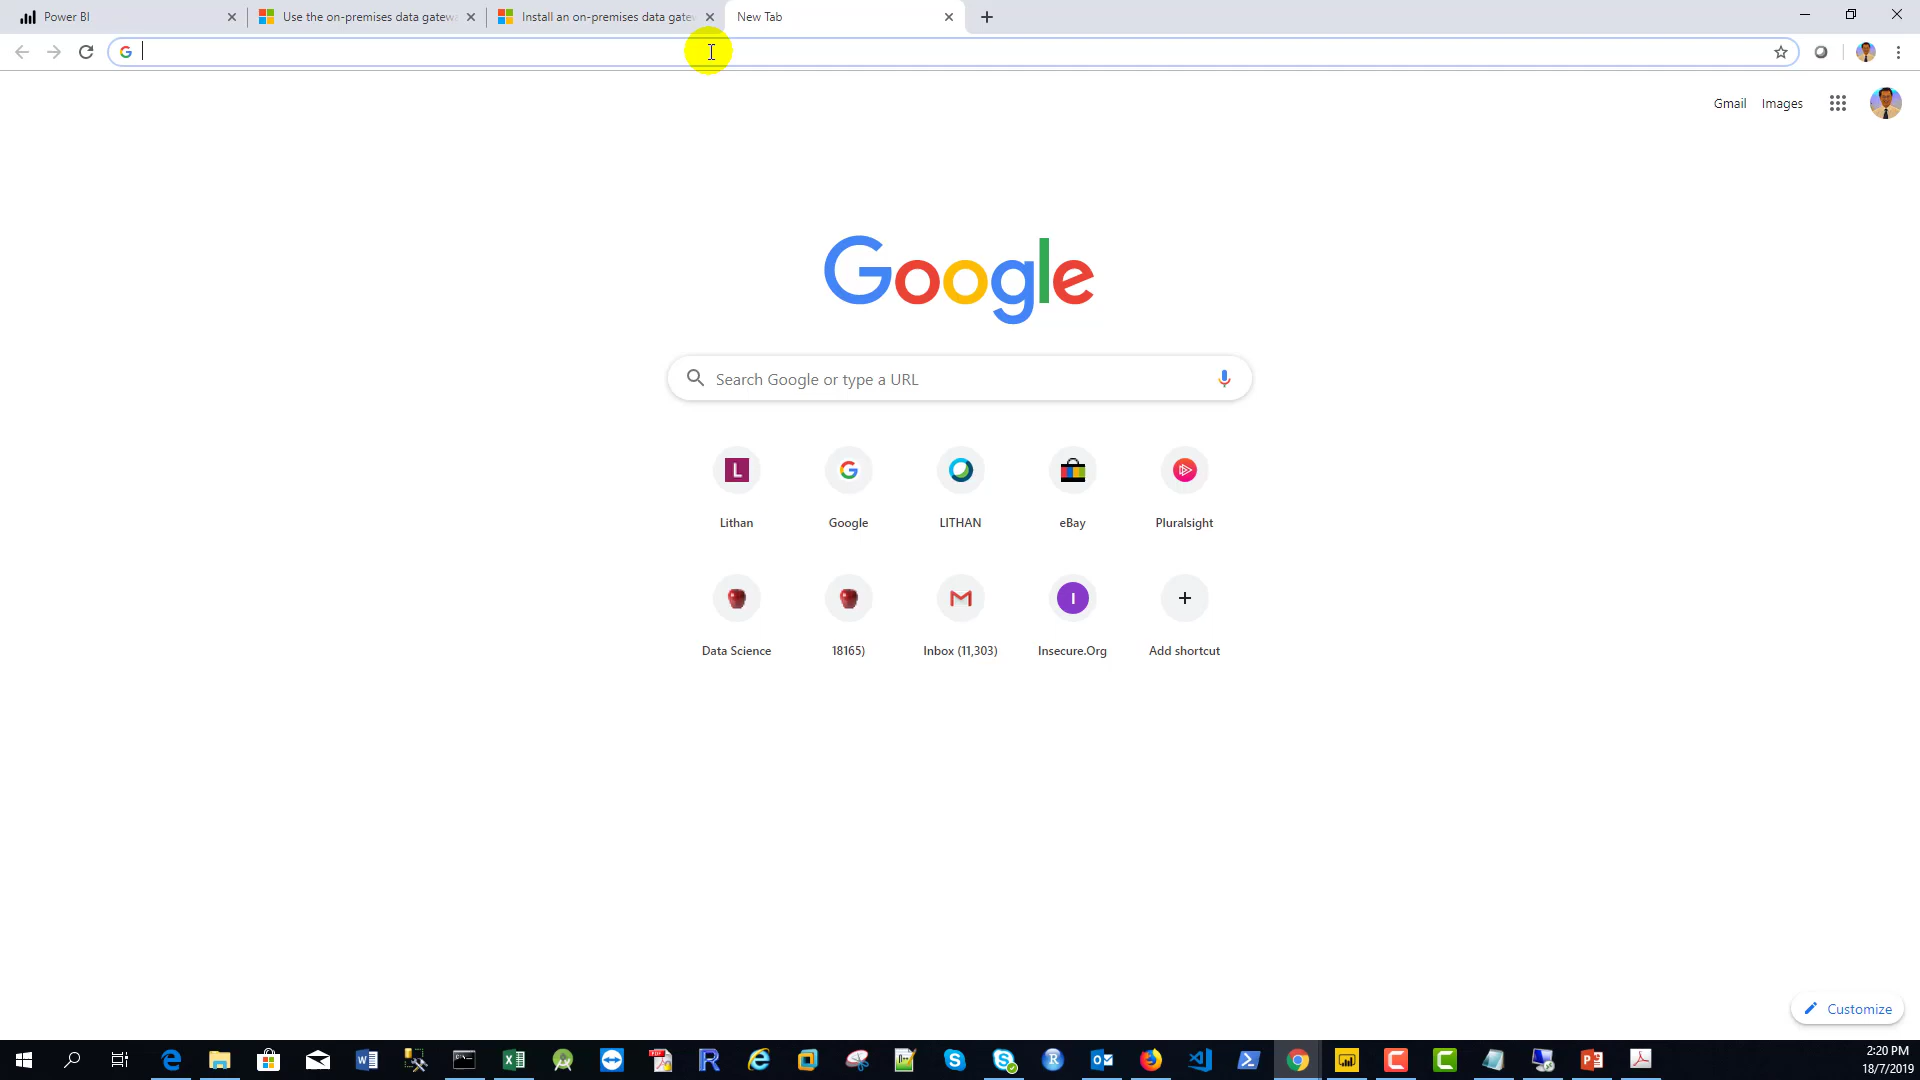 Power BI
Use the on-premises data gatew
Install an on-premises data gate
New Tab
Gmail
Images
Google
Search Google or type a URL
L
Lithan
Google
LITHAN
eBay
Pluralsight
Data Science
18165)
Inbox (11,303)
I
Insecure.Org
Add shortcut
Customize
2:20 PM
18/7/2019